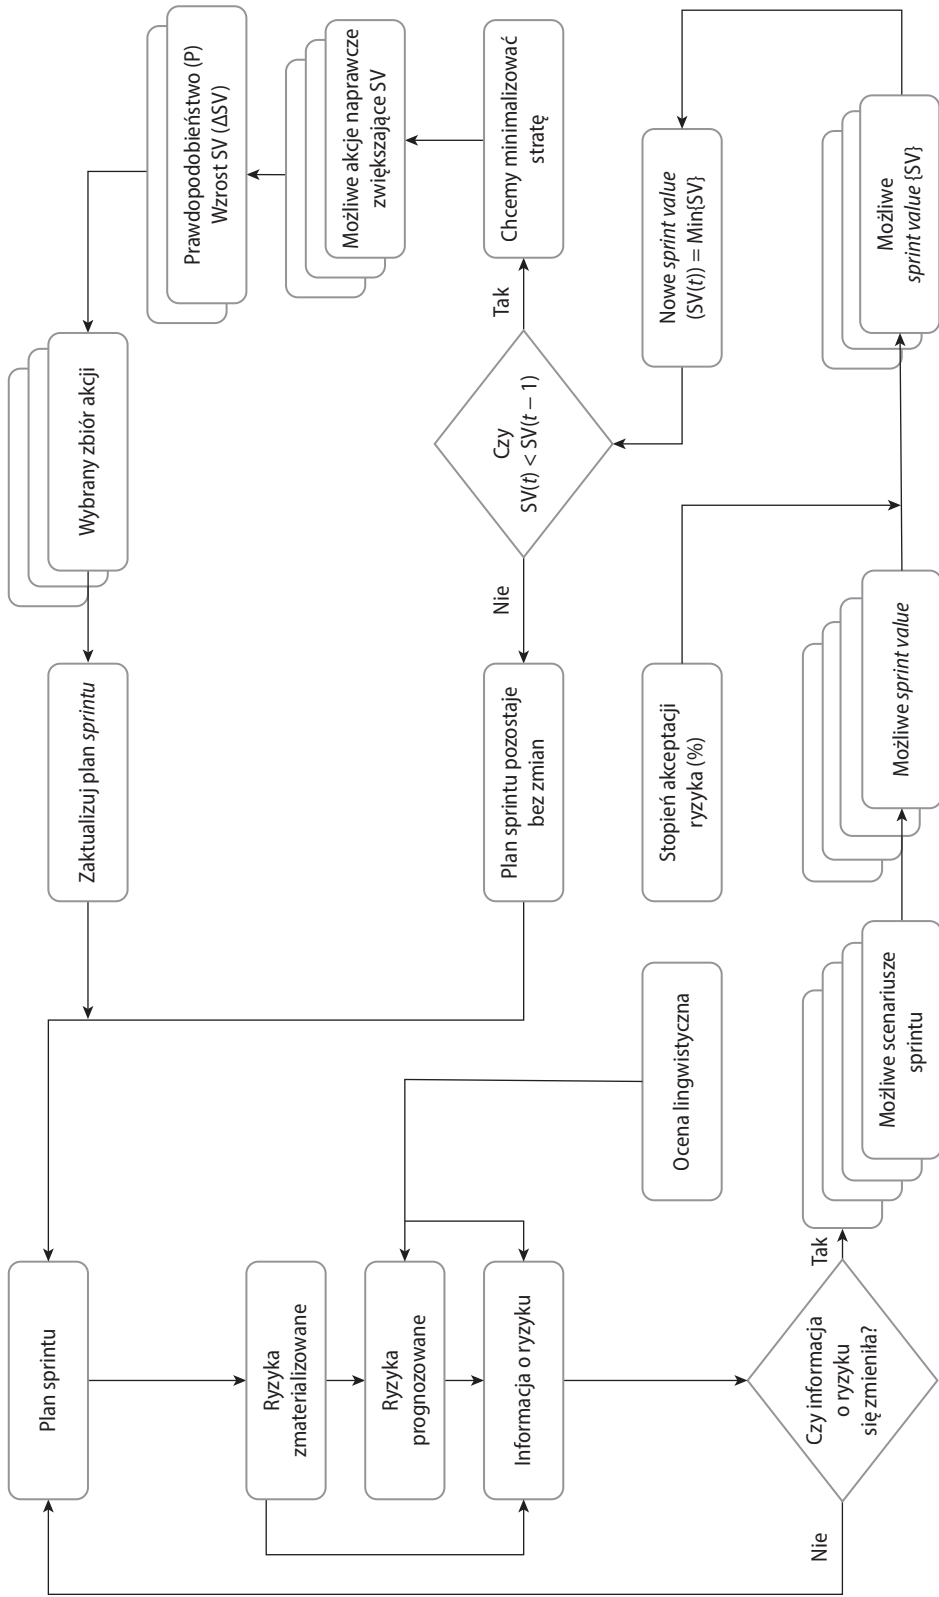 Plan sprintu
Ryzyka
zmaterializowane
Ryzyka
prognozowane
Informacja o ryzyku
Czy informacja
o ryzyku
się zmieniła?
Nie
Tak
Ocena lingwistyczna
Możliwe scenariusze
sprintu
Zaktualizuj plan sprintu
Plan sprintu pozostaje
bez zmian
Stopień akceptacji
ryzyka (%)
Możliwe sprint value
Wybrany zbiór akcji
Nie
Czy
SV(t) < SV(t − 1)
Tak
Prawdopodobieństwo (P)
Wzrost SV (ΔSV)
Możliwe akcje naprawcze
zwiększające SV
Chcemy minimalizować
stratę
Nowe sprint value
(SV(t)) = Min{SV}
Możliwe
sprint value {SV}